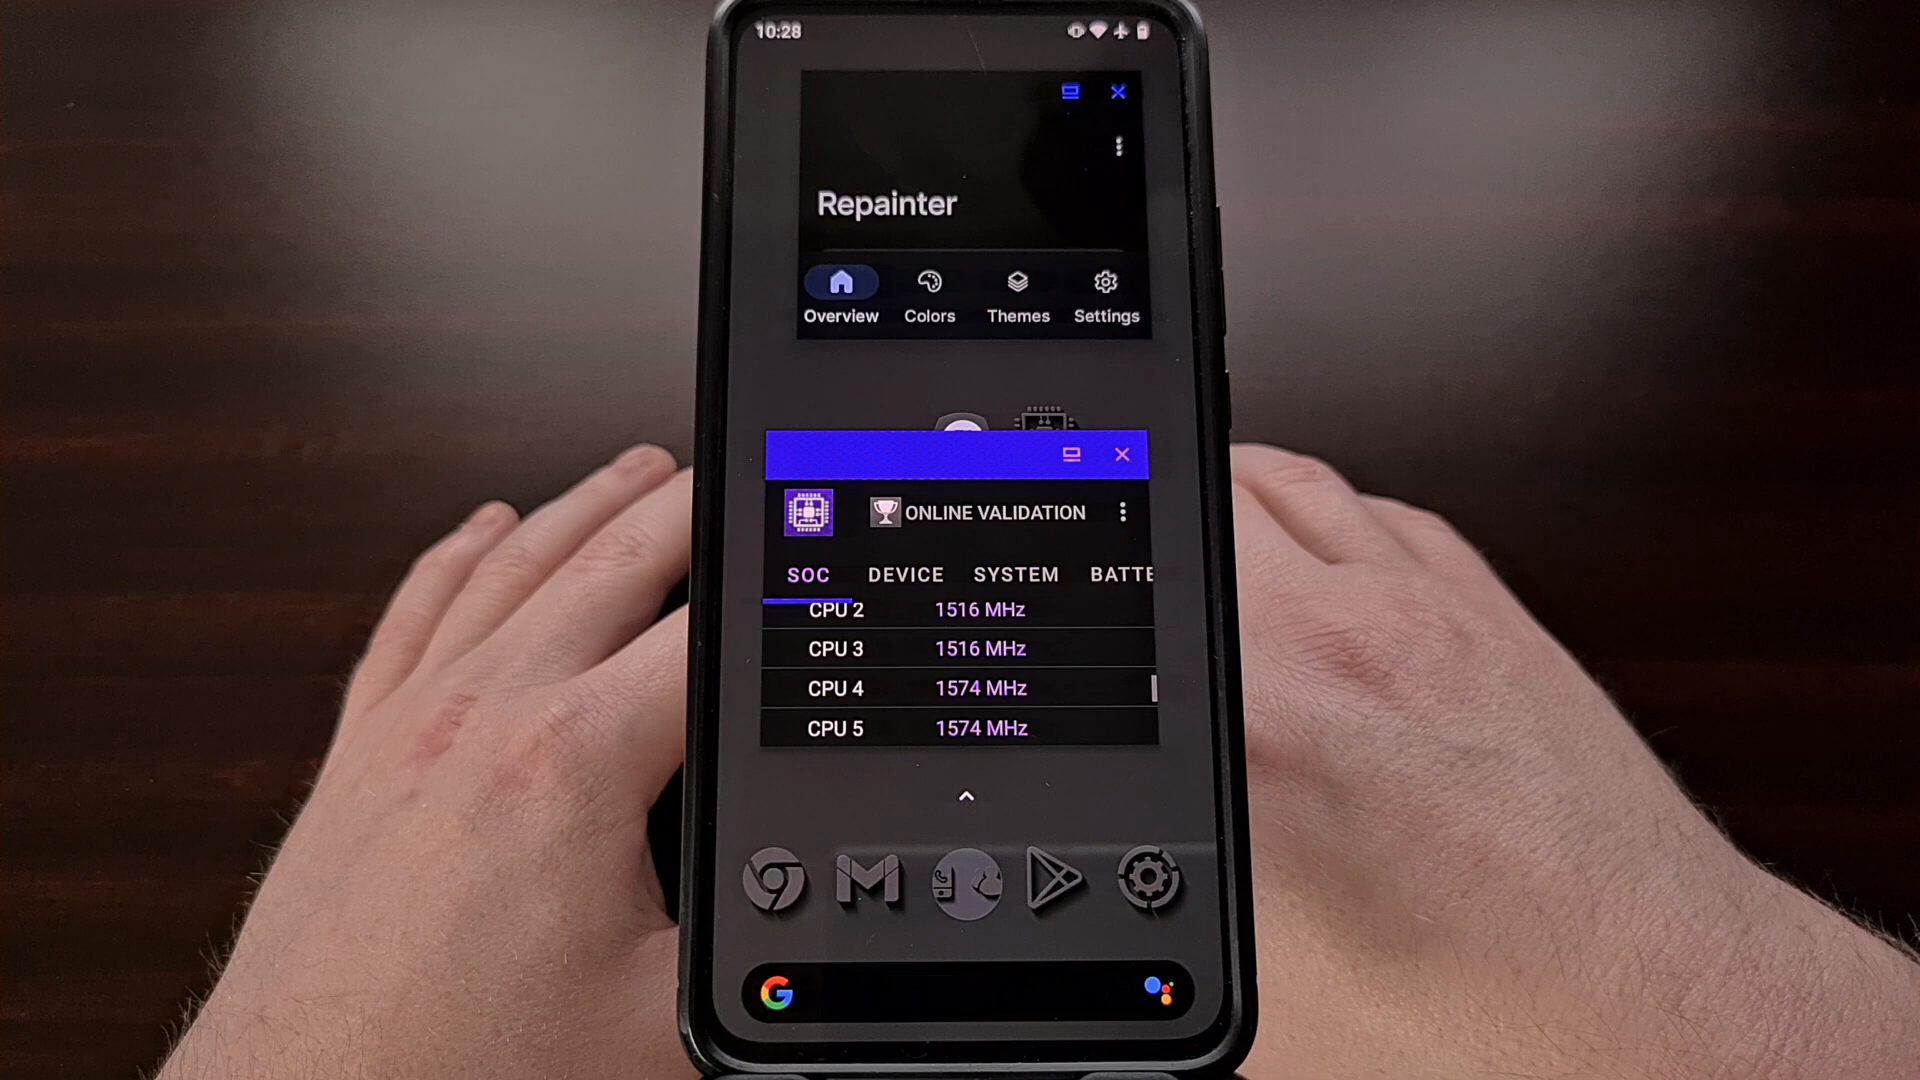 10:28
Repainter
Overview Colors Themes Settings
ONLINE VALIDATION
SOC DEVICE SYSTEM BATTE
CPU 2 1516 MHz
CPU 3 1516 MHz
CPU 4 1574 MHz
CPU 5 1574 MHz